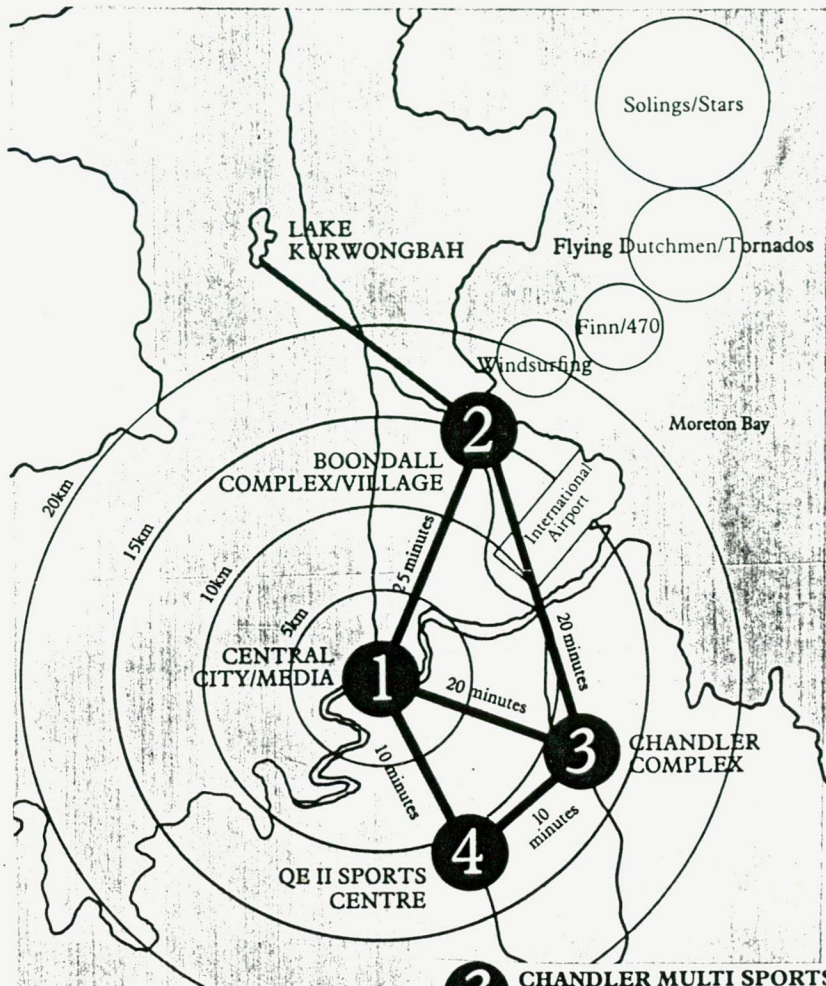 Solings/Stars
LAKE
KURWONGBAH
Flying Dutchmen/Tornados
Finn/470
Windsurfing
2
Moreton Bay
BOONDALL
COMPLEX/VILLAGE
International
Airport
20km
15km
10km
5km
25 minutes
20 minutes
CENTRAL
CITY/MEDIA
1
20 minutes
3
CHANDLER
COMPLEX
10 minutes
10
minutes
4
QE II SPORTS
CENTRE
CHANDLER MULTI SPORTS